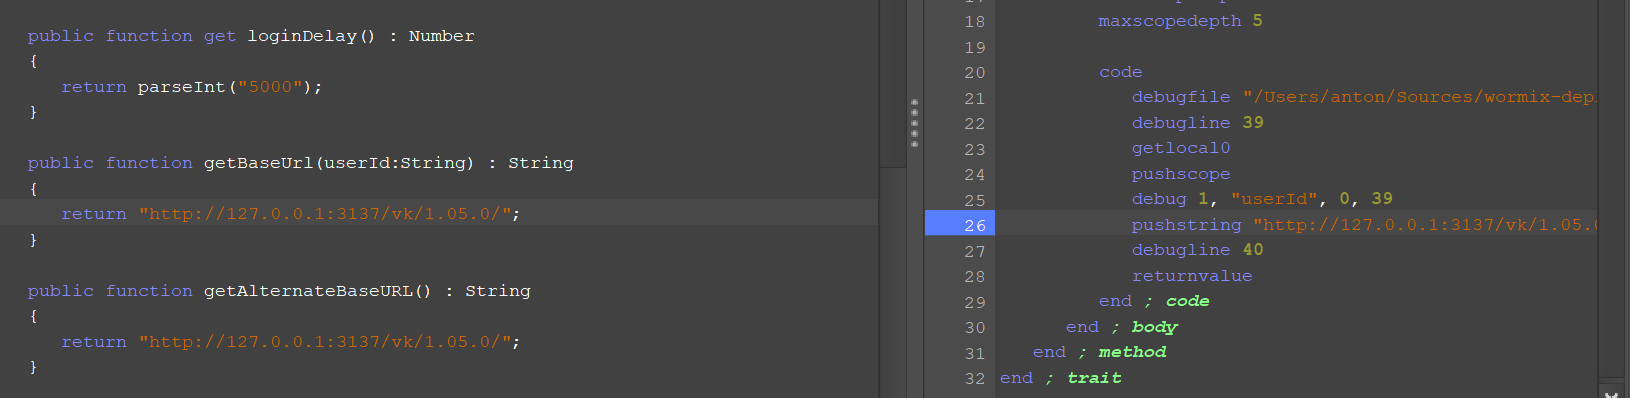 public function get loginDelay() : Number
{
return parseInt("5000");
}
public function getBaseUrl(userId:String) : String
{
return "http://127.0.0.1:3137/vk/1.05.0/";
}
public function getAlternateBaseURL() : String
{
return "http://127.0.0.1:3137/vk/1.05.0/";
}
18 maxscopedepth 5
19
20 code
21 debugfile "/Users/anton/Sources/wormix-dep
22 debugline 39
23 getlocal0
24 pushscope
25 debug 1, "userId", 0, 39
26 pushstring "http://127.0.0.1:3137/vk/1.05.
27 debugline 40
28 returnvalue
29 end ; code
30 end ; body
31 end ; method
32 end ; trait